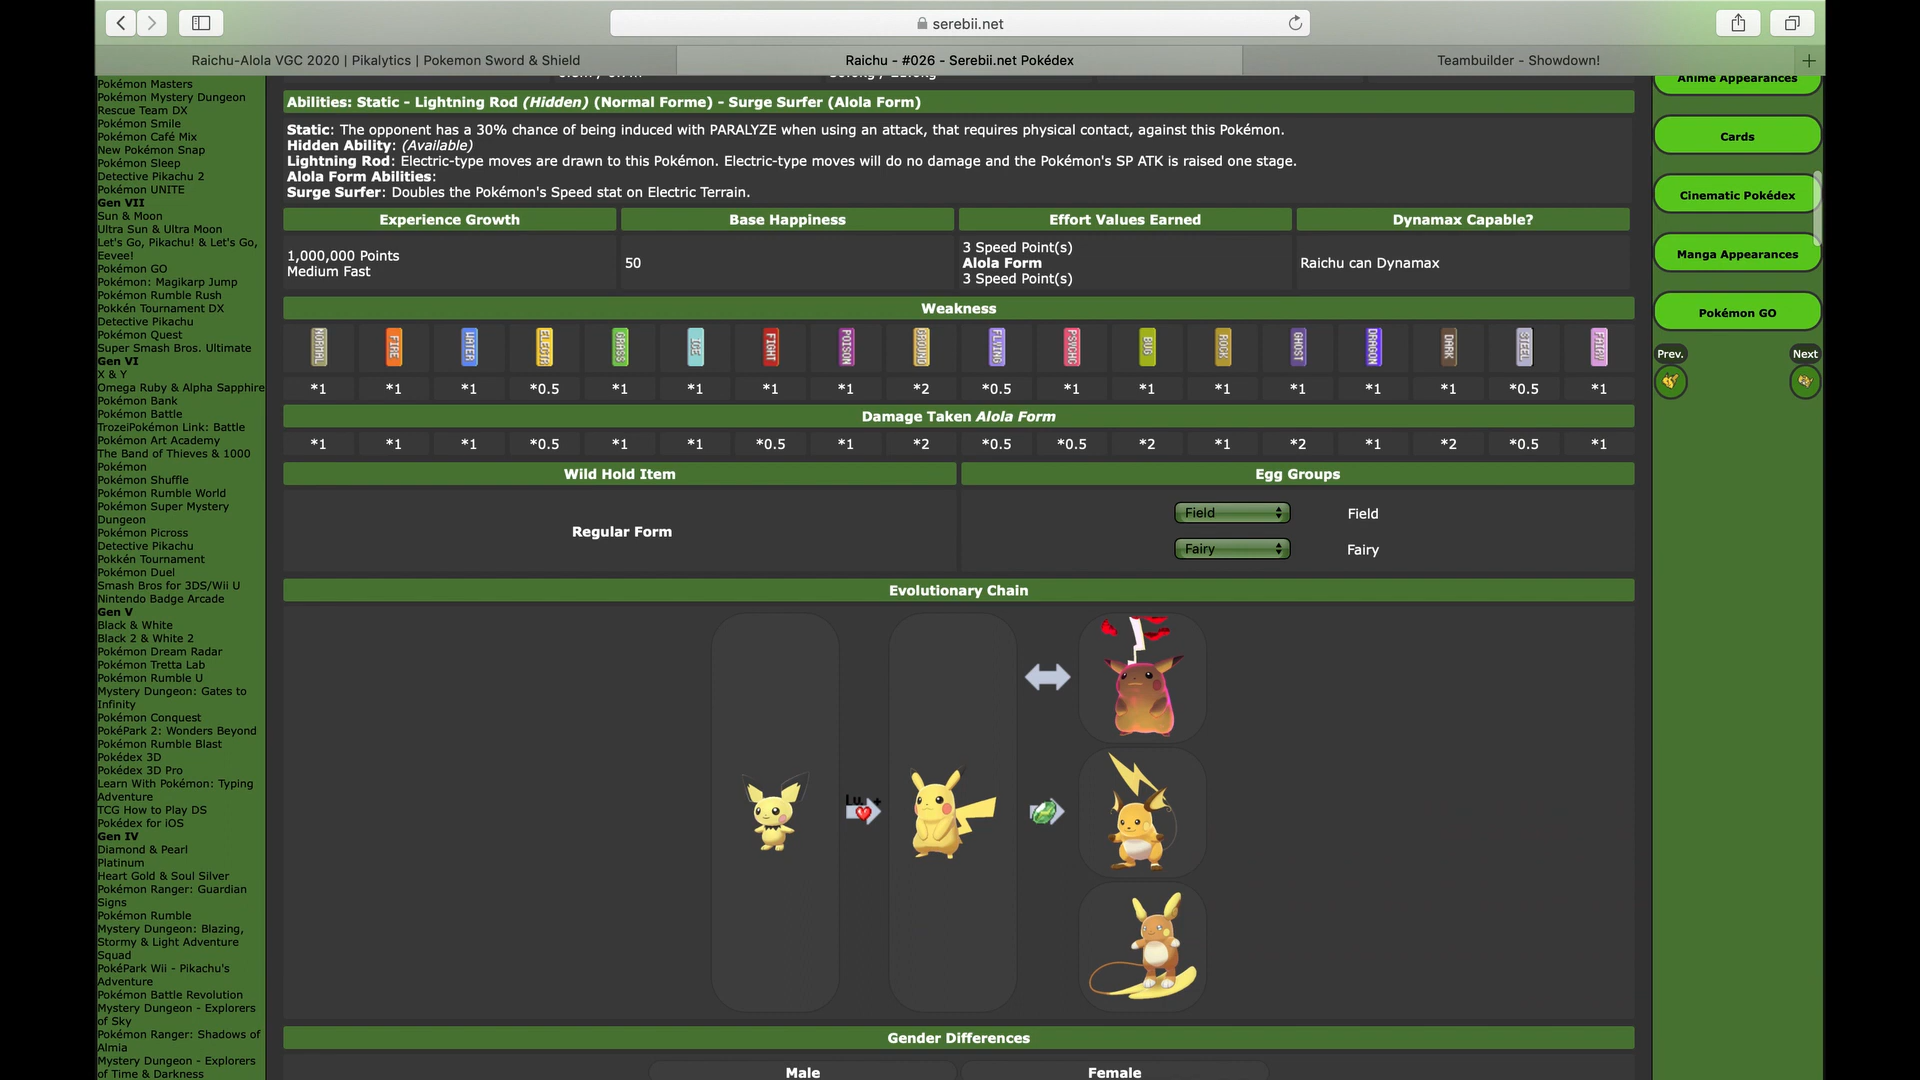 serebii.net
Raichu-Alola VGC 2020 | Pikalytics | Pokemon Sword & Shield
Raichu - #026 - Serebii.net Pokédex
Teambuilder - Showdown!
Pokémon Masters
Pokémon Mystery Dungeon
Rescue Team DX
Pokémon Smile
Pokémon Café Mix
New Pokémon Snap
Pokémon Sleep
Detective Pikachu 2
Pokémon UNITE
Gen VII
Sun & Moon
Ultra Sun & Ultra Moon
Let's Go, Pikachu! & Let's Go,
Eevee!
Pokémon GO
Pokémon: Magikarp Jump
Pokémon Rumble Rush
Pokkén Tournament DX
Detective Pikachu
Pokémon Quest
Super Smash Bros. Ultimate
Gen VI
X & Y
Omega Ruby & Alpha Sapphire
Pokémon Bank
Pokémon Battle
TrozeiPokémon Link: Battle
Pokémon Art Academy
The Band of Thieves & 1000
Pokémon
Pokémon Shuffle
Pokémon Rumble World
Pokémon Super Mystery
Dungeon
Pokémon Picross
Detective Pikachu
Pokkén Tournament
Pokémon Duel
Smash Bros for 3DS/Wii U
Nintendo Badge Arcade
Gen V
Black & White
Black 2 & White 2
Pokémon Dream Radar
Pokémon Tretta Lab
Pokémon Rumble U
Mystery Dungeon: Gates to
Infinity
Pokémon Conquest
PokéPark 2: Wonders Beyond
Pokémon Rumble Blast
Pokédex 3D
Pokédex 3D Pro
Learn With Pokémon: Typing
Adventure
TCG How to Play DS
Pokédex for iOS
Gen IV
Diamond & Pearl
Platinum
Heart Gold & Soul Silver
Pokémon Ranger: Guardian
Signs
Pokémon Rumble
Mystery Dungeon: Blazing,
Stormy & Light Adventure
Squad
PokéPark Wii - Pikachu's
Adventure
Pokémon Battle Revolution
Mystery Dungeon - Explorers
of Sky
Pokémon Ranger: Shadows of
Almia
Mystery Dungeon - Explorers
of Time & Darkness
Abilities: Static - Lightning Rod (Hidden) (Normal Forme) - Surge Surfer (Alola Form)
Static: The opponent has a 30% chance of being induced with PARALYZE when using an attack, that requires physical contact, against this Pokémon.
Hidden Ability: (Available)
Lightning Rod: Electric-type moves are drawn to this Pokémon. Electric-type moves will do no damage and the Pokémon's SP ATK is raised one stage.
Alola Form Abilities:
Surge Surfer: Doubles the Pokémon's Speed stat on Electric Terrain.
Experience Growth Base Happiness Effort Values Earned Dynamax Capable?
1,000,000 Points
Medium Fast
50
3 Speed Point(s)
Alola Form
3 Speed Point(s)
Raichu can Dynamax
Weakness
NORMAL FIRE WATER ELECTR GRASS ICE FIGHT POISON GROUND FLYING PSYCHC BUG ROCK GHOST DRAGON DARK STEEL FAIRY
*1 *1 *1 *0.5 *1 *1 *1 *1 *2 *0.5 *1 *1 *1 *1 *1 *1 *0.5 *1
Damage Taken Alola Form
*1 *1 *1 *0.5 *1 *1 *0.5 *1 *2 *0.5 *0.5 *2 *1 *2 *1 *2 *0.5 *1
Wild Hold Item Egg Groups
Regular Form
Field Field
Fairy Fairy
Evolutionary Chain
Gender Differences
Male Female
Anime Appearances
Cards
Cinematic Pokédex
Manga Appearances
Pokémon GO
Prev. Next